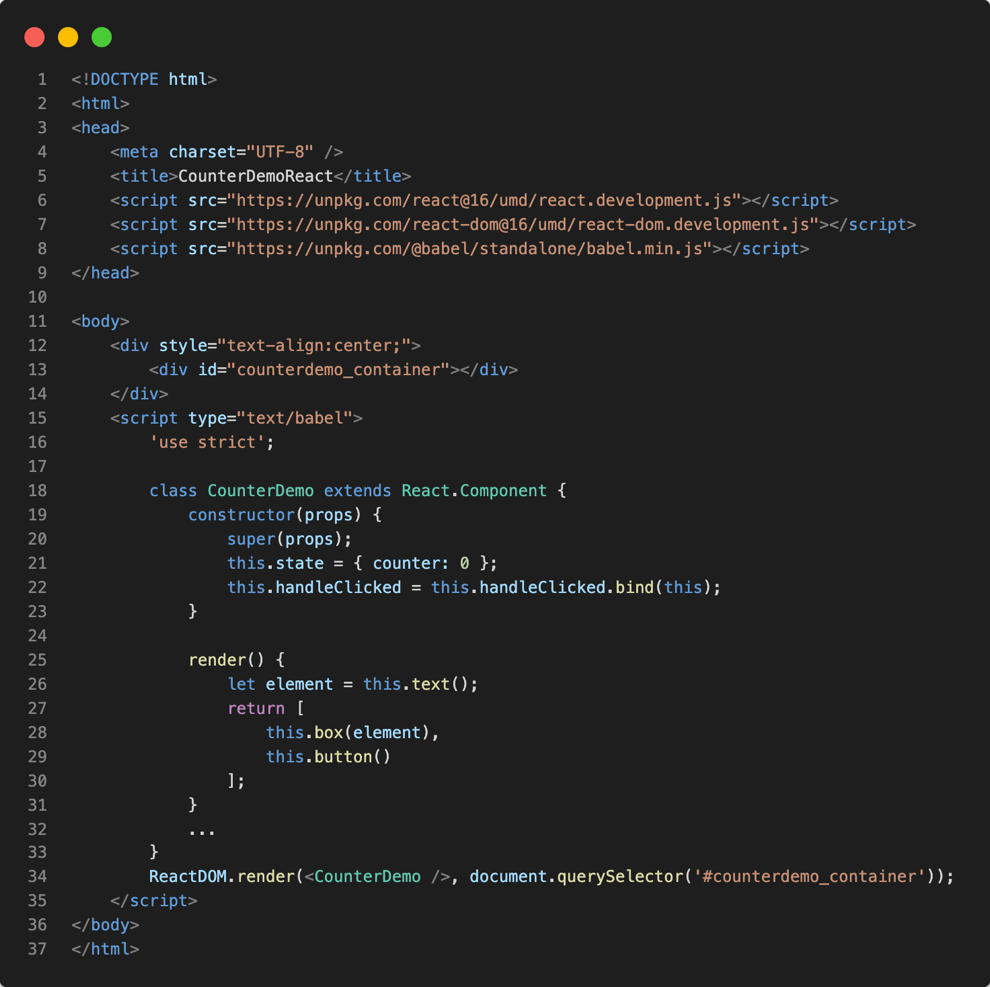 1 <!DOCTYPE html>
2 <html>
3 <head>
4     <meta charset="UTF-8" />
5     <title>CounterDemoReact</title>
6     <script src="https://unpkg.com/react@16/umd/react.development.js"></script>
7     <script src="https://unpkg.com/react-dom@16/umd/react-dom.development.js"></script>
8     <script src="https://unpkg.com/@babel/standalone/babel.min.js"></script>
9 </head>
10
11 <body>
12     <div style="text-align:center;">
13         <div id="counterdemo_container"></div>
14     </div>
15     <script type="text/babel">
16         'use strict';
17
18         class CounterDemo extends React.Component {
19             constructor(props) {
20                 super(props);
21                 this.state = { counter: 0 };
22                 this.handleClicked = this.handleClicked.bind(this);
23             }
24
25             render() {
26                 let element = this.text();
27                 return [
28                     this.box(element),
29                     this.button()
30                 ];
31             }
32             ...
33         }
34         ReactDOM.render(<CounterDemo />, document.querySelector('#counterdemo_container'));
35     </script>
36 </body>
37 </html>